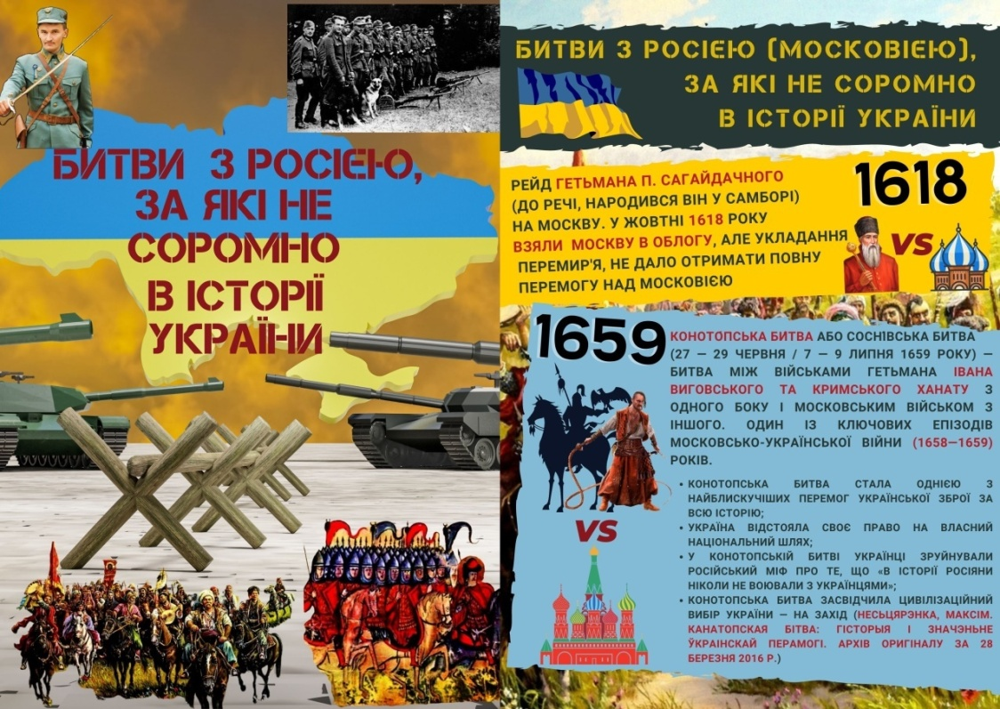 БИТВИ З РОСІЄЮ,
ЗА ЯКІ НЕ
СОРОМНО
В ІСТОРІЇ
УКРАЇНИ
БИТВИ З РОСІЄЮ (МОСКОВІЄЮ),
ЗА ЯКІ НЕ СОРОМНО
В ІСТОРІЇ УКРАЇНИ
1618
РЕЙД ГЕТЬМАНА П. САГАЙДАЧНОГО
(ДО РЕЧІ, НАРОДИВСЯ ВІН У САМБОРІ)
НА МОСКВУ. У ЖОВТНІ 1618 РОКУ
ВЗЯЛИ МОСКВУ В ОБЛОГУ, АЛЕ УКЛАДАННЯ
ПЕРЕМИР'Я, НЕ ДАЛО ОТРИМАТИ ПОВНУ
ПЕРЕМОГУ НАД МОСКОВІЄЮ
VS
1659
КОНОТОПСЬКА БИТВА АБО СОСНІВСЬКА БИТВА
(27 — 29 ЧЕРВНЯ / 7 — 9 ЛИПНЯ 1659 РОКУ) —
БИТВА МІЖ ВІЙСЬКАМИ ГЕТЬМАНА ІВАНА
ВИГОВСЬКОГО ТА КРИМСЬКОГО ХАНАТУ З
ОДНОГО БОКУ І МОСКОВСЬКИМ ВІЙСЬКОМ З
ІНШОГО. ОДИН ІЗ КЛЮЧОВИХ ЕПІЗОДІВ
МОСКОВСЬКО-УКРАЇНСЬКОЇ ВІЙНИ (1658—1659)
РОКІВ.
VS
• КОНОТОПСЬКА БИТВА СТАЛА ОДНІЄЮ З
НАЙБЛИСКУЧІШИХ ПЕРЕМОГ УКРАЇНСЬКОЇ ЗБРОЇ ЗА
ВСЮ ІСТОРІЮ;
• УКРАЇНА ВІДСТОЯЛА СВОЄ ПРАВО НА ВЛАСНИЙ
НАЦІОНАЛЬНИЙ ШЛЯХ;
• У КОНОТОПСЬКІЙ БИТВІ УКРАЇНЦІ ЗРУЙНУВАЛИ
РОСІЙСЬКИЙ МІФ ПРО ТЕ, ЩО «В ІСТОРІЇ РОСІЯНИ
НІКОЛИ НЕ ВОЮВАЛИ З УКРАЇНЦЯМИ»;
• КОНОТОПСЬКА БИТВА ЗАСВІДЧИЛА ЦИВІЛІЗАЦІЙНИЙ
ВИБІР УКРАЇНИ — НА ЗАХІД (НЕСЬЦЯРЭНКА, МАКСІМ.
КАНАТОПСКАЯ БІТВА: ГІСТОРЫЯ І ЗНАЧЭНЬНЕ
ЎКРАІНСКАЙ ПЕРАМОГІ. АРХІВ ОРИГІНАЛУ ЗА 28
БЕРЕЗНЯ 2016 Р.)